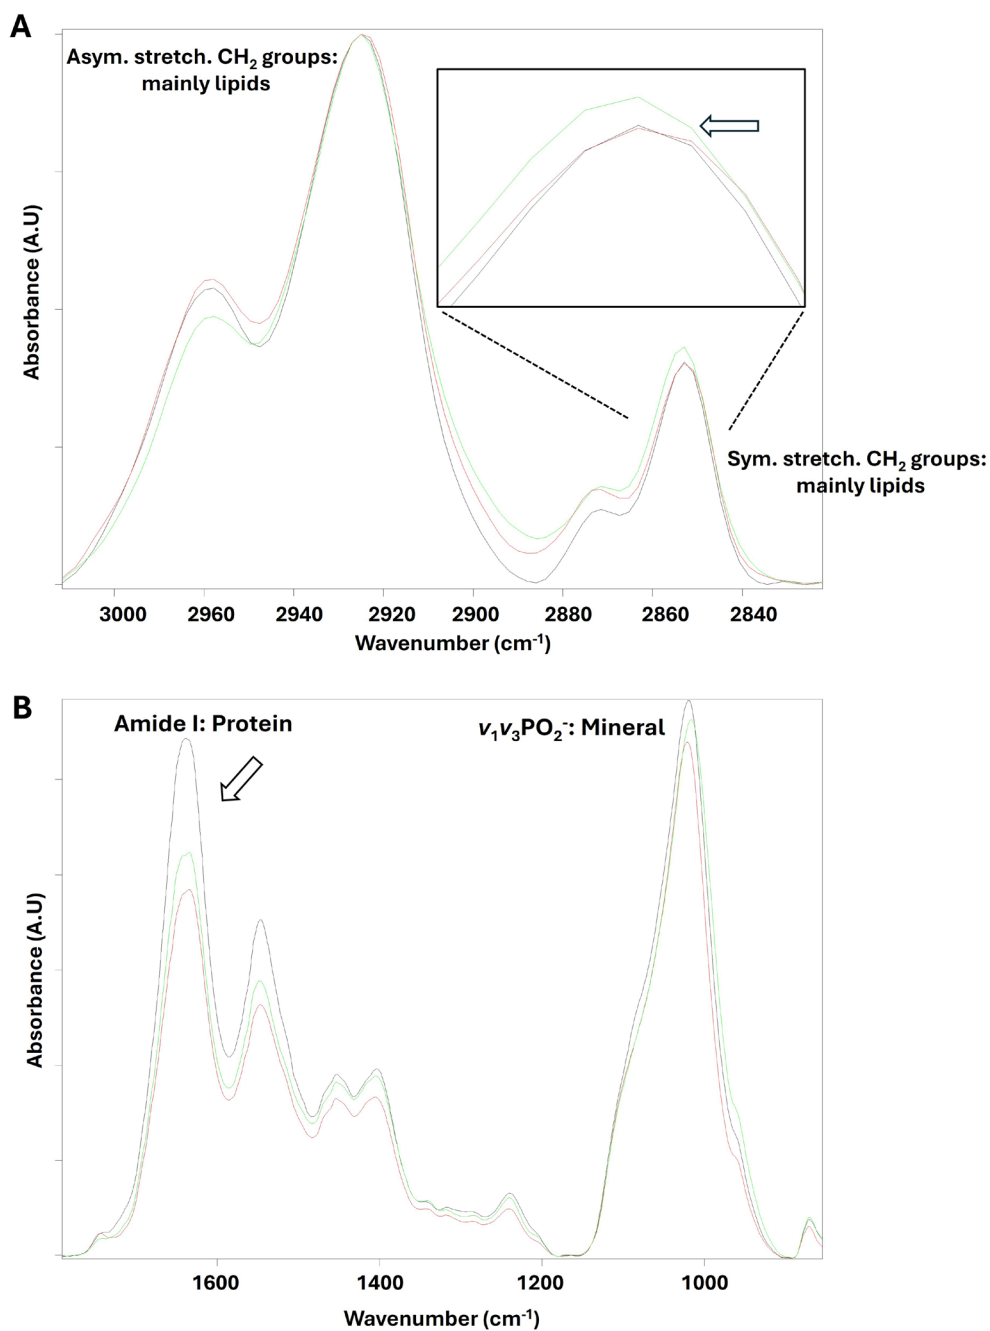 A
Asym. stretch. CH₂ groups:
mainly lipids
Absorbance (A.U)
Sym. stretch. CH₂ groups:
mainly lipids
3000 2960 2940 2920 2900 2880 2860 2840
Wavenumber (cm⁻¹)
B
Amide I: Protein
v₁v₃PO₂⁻: Mineral
Absorbance (A.U)
1600 1400 1200 1000
Wavenumber (cm⁻¹)